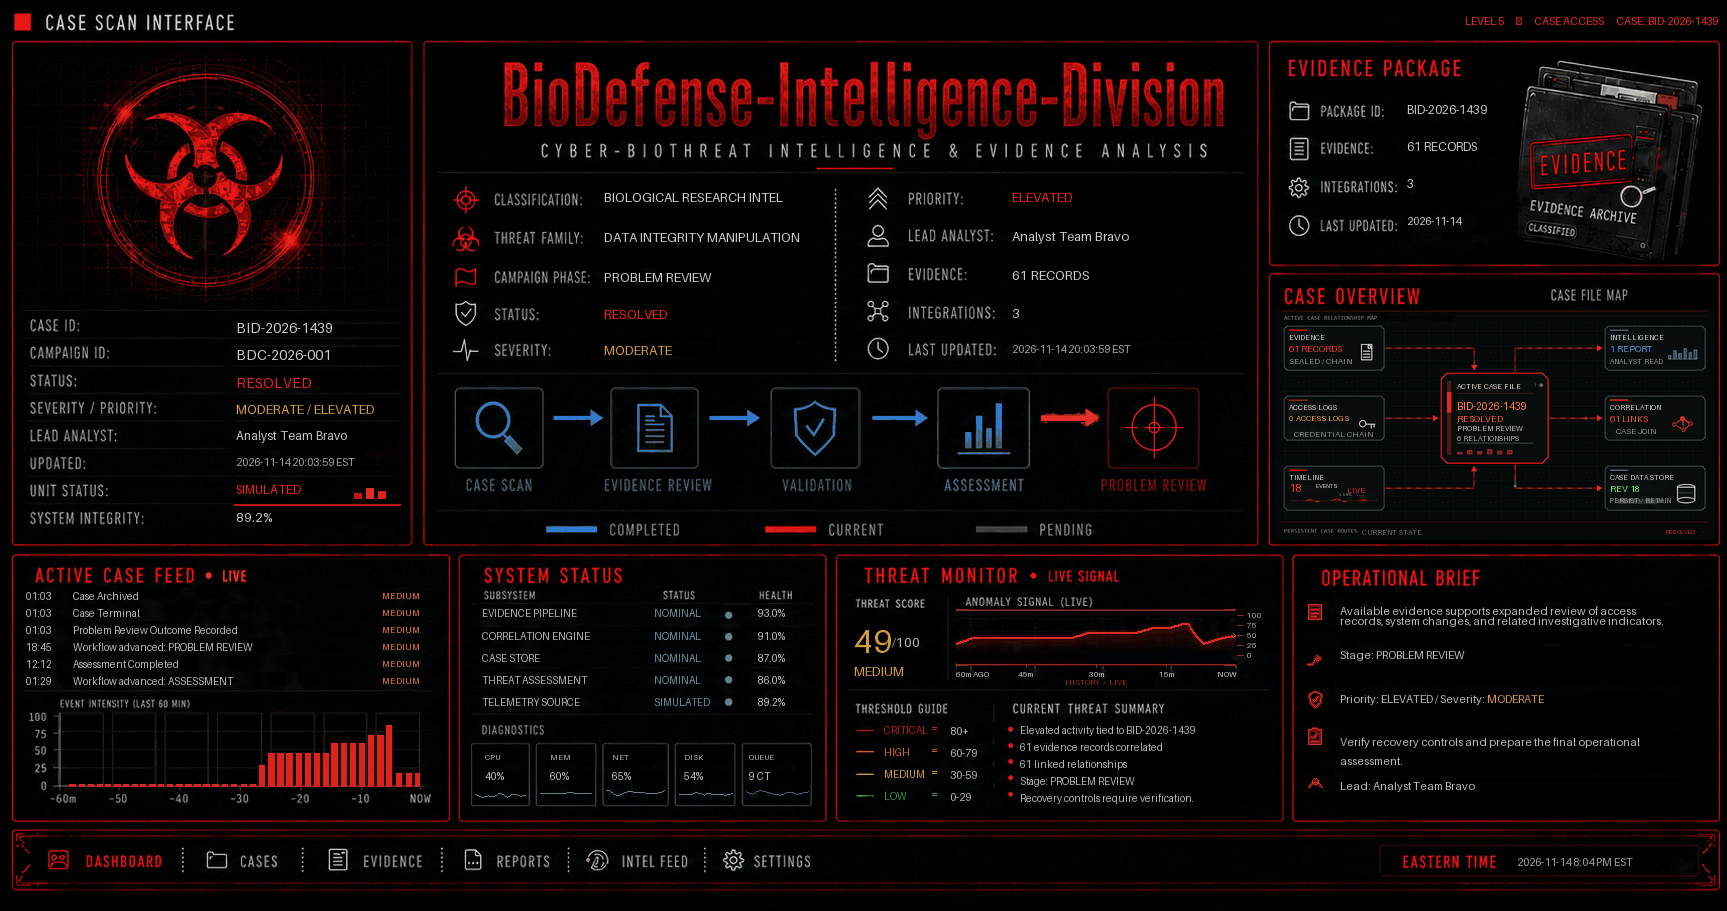 CASE SCAN INTERFACE
LEVEL 5 CASE ACCESS CASE: BID-2026-1439
CASE ID: BID-2026-1439
CAMPAIGN ID: BDC-2026-001
STATUS: RESOLVED
SEVERITY / PRIORITY: MODERATE / ELEVATED
LEAD ANALYST: Analyst Team Bravo
UPDATED: 2026-11-14 20:03:59 EST
UNIT STATUS: SIMULATED
SYSTEM INTEGRITY: 89.2%
BioDefense-Intelligence-Division
CYBER-BIOTHREAT INTELLIGENCE & EVIDENCE ANALYSIS
CLASSIFICATION: BIOLOGICAL RESEARCH INTEL
THREAT FAMILY: DATA INTEGRITY MANIPULATION
CAMPAIGN PHASE: PROBLEM REVIEW
STATUS: RESOLVED
SEVERITY: MODERATE
PRIORITY: ELEVATED
LEAD ANALYST: Analyst Team Bravo
EVIDENCE: 61 RECORDS
INTEGRATIONS: 3
LAST UPDATED: 2026-11-14 20:03:59 EST
CASE SCAN
EVIDENCE REVIEW
VALIDATION
ASSESSMENT
PROBLEM REVIEW
COMPLETED
CURRENT
PENDING
EVIDENCE PACKAGE
PACKAGE ID: BID-2026-1439
EVIDENCE: 61 RECORDS
INTEGRATIONS: 3
LAST UPDATED: 2026-11-14
EVIDENCE
EVIDENCE ARCHIVE
CLASSIFIED
CASE OVERVIEW
CASE FILE MAP
ACTIVE CASE RELATIONSHIP MAP
EVIDENCE
61 RECORDS
SEALED / CHAIN
ACCESS LOGS
0 ACCESS LOGS
CREDENTIAL CHAIN
TIMELINE
18 EVENTS
LIVE
ACTIVE CASE FILE
BID-2026-1439
RESOLVED
PROBLEM REVIEW
6 RELATIONSHIPS
INTELLIGENCE
1 REPORT
ANALYST READ
CORRELATION
61 LINKS
CASE JOIN
CASE DATASTORE
REV 18
PERSISTENT CASE ROUTES CURRENT STATE
RESOLVED
ACTIVE CASE FEED • LIVE
01:03 Case Archived MEDIUM
01:03 Case Terminal MEDIUM
01:03 Problem Review Outcome Recorded MEDIUM
18:45 Workflow advanced: PROBLEM REVIEW MEDIUM
12:12 Assessment Completed MEDIUM
01:29 Workflow advanced: ASSESSMENT MEDIUM
EVENT INTENSITY (LAST 60 MIN)
100
75
50
25
0
-60m -50 -40 -30 -20 -10 NOW
SYSTEM STATUS
SUBSYSTEM STATUS HEALTH
EVIDENCE PIPELINE NOMINAL 93.0%
CORRELATION ENGINE NOMINAL 91.0%
CASE STORE NOMINAL 87.0%
THREAT ASSESSMENT NOMINAL 86.0%
TELEMETRY SOURCE SIMULATED 89.2%
DIAGNOSTICS
CPU MEM NET DISK QUEUE
40% 60% 65% 54% 9 CT
THREAT MONITOR • LIVE SIGNAL
THREAT SCORE
49/100
MEDIUM
ANOMALY SIGNAL (LIVE)
100
75
50
25
0
60m AGO 45m 30m 15m NOW
HISTORY > LIVE
THRESHOLD GUIDE
CRITICAL = 80+
HIGH = 60-79
MEDIUM = 30-59
LOW = 0-29
CURRENT THREAT SUMMARY
Elevated activity tied to BID-2026-1439
61 evidence records correlated
61 linked relationships
Stage: PROBLEM REVIEW
Recovery controls require verification.
OPERATIONAL BRIEF
Available evidence supports expanded review of access
records, system changes, and related investigative indicators.
Stage: PROBLEM REVIEW
Priority: ELEVATED / Severity: MODERATE
Verify recovery controls and prepare the final operational
assessment.
Lead: Analyst Team Bravo
DASHBOARD
CASES
EVIDENCE
REPORTS
INTEL FEED
SETTINGS
EASTERN TIME 2026-11-14 8:04 PM EST